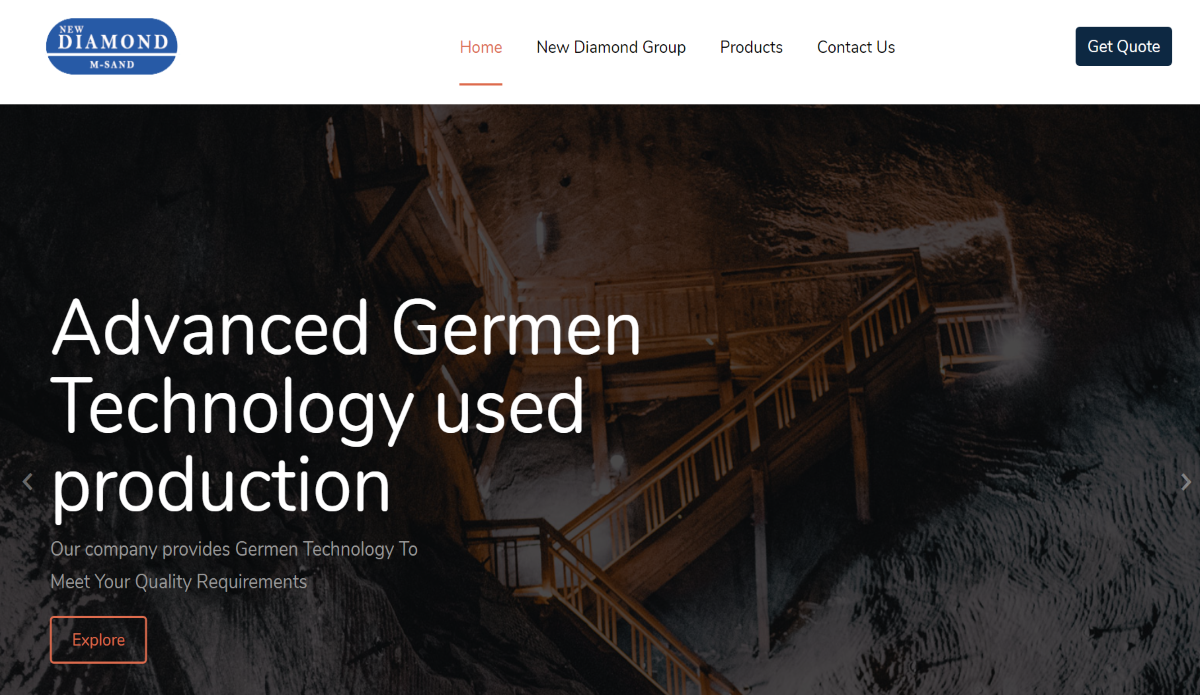 NEW
DIAMOND
M-SAND
Home
New Diamond Group
Products
Contact Us
Get Quote
Advanced Germen
Technology used
production
Our company provides Germen Technology To
Meet Your Quality Requirements
Explore